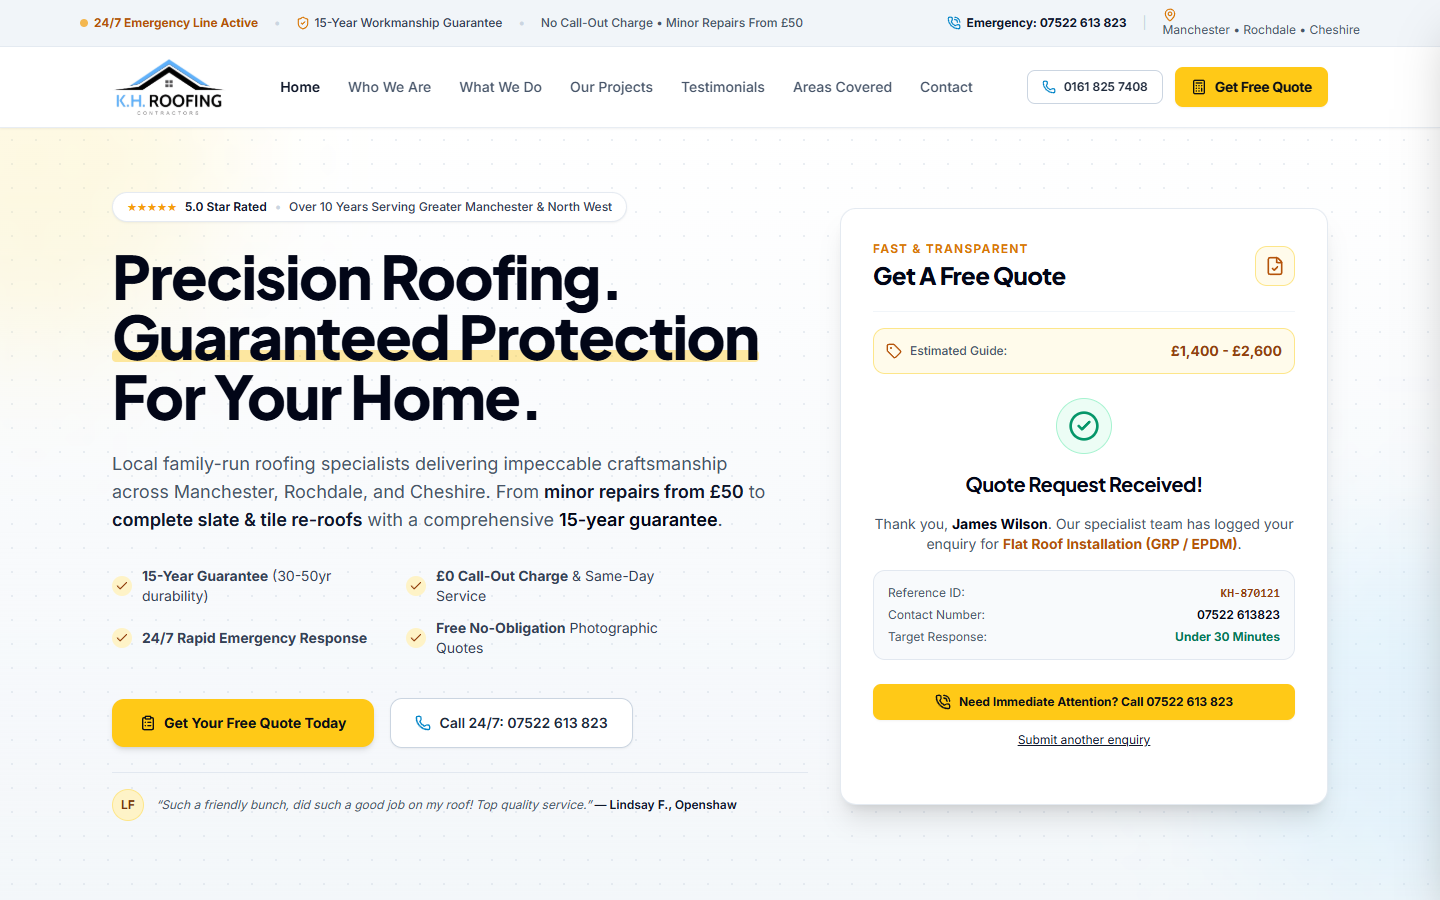 24/7 Emergency Line Active
15-Year Workmanship Guarantee
No Call-Out Charge • Minor Repairs From £50
Emergency: 07522 613 823
Manchester • Rochdale • Cheshire
K.H. ROOFING
CONTRACTORS
Home
Who We Are
What We Do
Our Projects
Testimonials
Areas Covered
Contact
0161 825 7408
Get Free Quote
★★★★★ 5.0 Star Rated • Over 10 Years Serving Greater Manchester & North West
Precision Roofing.
Guaranteed Protection
For Your Home.
Local family-run roofing specialists delivering impeccable craftsmanship
across Manchester, Rochdale, and Cheshire. From minor repairs from £50 to
complete slate & tile re-roofs with a comprehensive 15-year guarantee.
15-Year Guarantee (30-50yr
durability)
£0 Call-Out Charge & Same-Day
Service
24/7 Rapid Emergency Response
Free No-Obligation Photographic
Quotes
Get Your Free Quote Today
Call 24/7: 07522 613 823
LF
“Such a friendly bunch, did such a good job on my roof! Top quality service.” — Lindsay F., Openshaw
FAST & TRANSPARENT
Get A Free Quote
Estimated Guide:
£1,400 - £2,600
Quote Request Received!
Thank you, James Wilson. Our specialist team has logged your
enquiry for Flat Roof Installation (GRP / EPDM).
Reference ID:
KH-870121
Contact Number:
07522 613823
Target Response:
Under 30 Minutes
Need Immediate Attention? Call 07522 613 823
Submit another enquiry